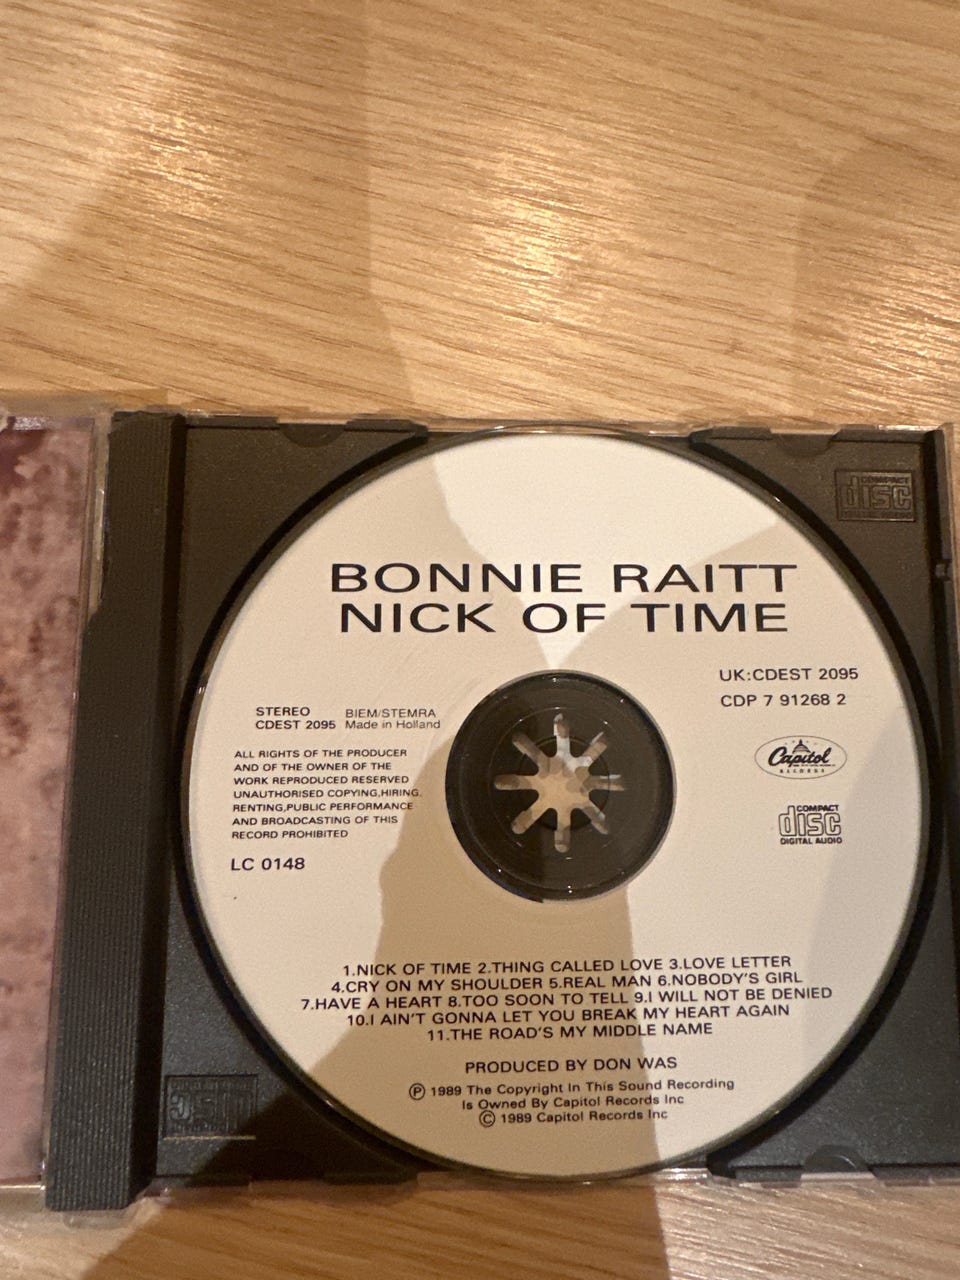 COMPACT
disc
BONNIE RAITT
NICK OF TIME
UK:CDEST 2095
CDP 7 91268 2
STEREO BIEM/STEMRA
CDEST 2095 Made in Holland
ALL RIGHTS OF THE PRODUCER
AND OF THE OWNER OF THE
WORK REPRODUCED RESERVED
UNAUTHORISED COPYING,HIRING,
RENTING,PUBLIC PERFORMANCE
AND BROADCASTING OF THIS
RECORD PROHIBITED
LC 0148
Capitol
RECORDS
COMPACT
disc
DIGITAL AUDIO
1.NICK OF TIME 2.THING CALLED LOVE 3.LOVE LETTER
4.CRY ON MY SHOULDER 5.REAL MAN 6.NOBODY'S GIRL
7.HAVE A HEART 8.TOO SOON TO TELL 9.I WILL NOT BE DENIED
10.I AIN'T GONNA LET YOU BREAK MY HEART AGAIN
11.THE ROAD'S MY MIDDLE NAME
PRODUCED BY DON WAS
Ⓟ 1989 The Copyright In This Sound Recording
Is Owned By Capitol Records Inc
© 1989 Capitol Records Inc